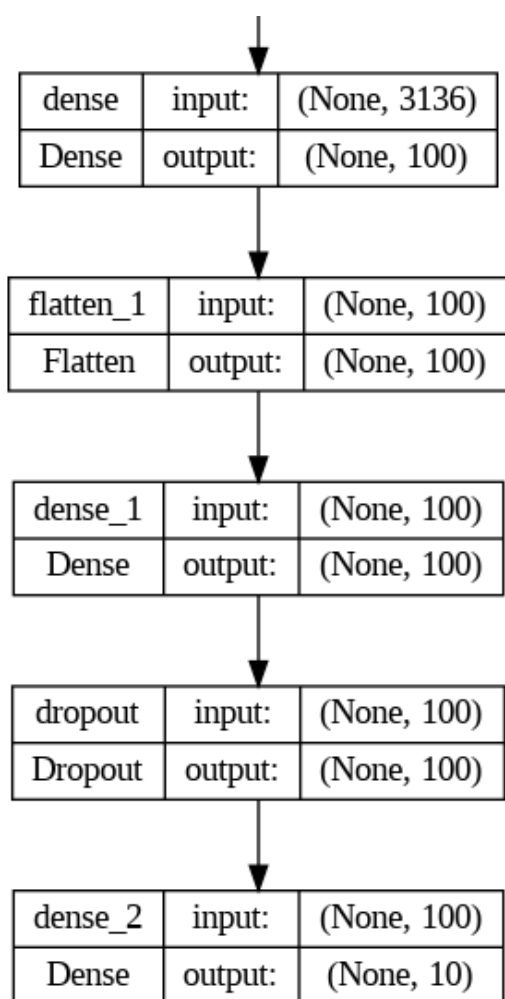 dense input: (None, 3136)
Dense output: (None, 100)
flatten_1 input: (None, 100)
Flatten output: (None, 100)
dense_1 input: (None, 100)
Dense output: (None, 100)
dropout input: (None, 100)
Dropout output: (None, 100)
dense_2 input: (None, 100)
Dense output: (None, 10)